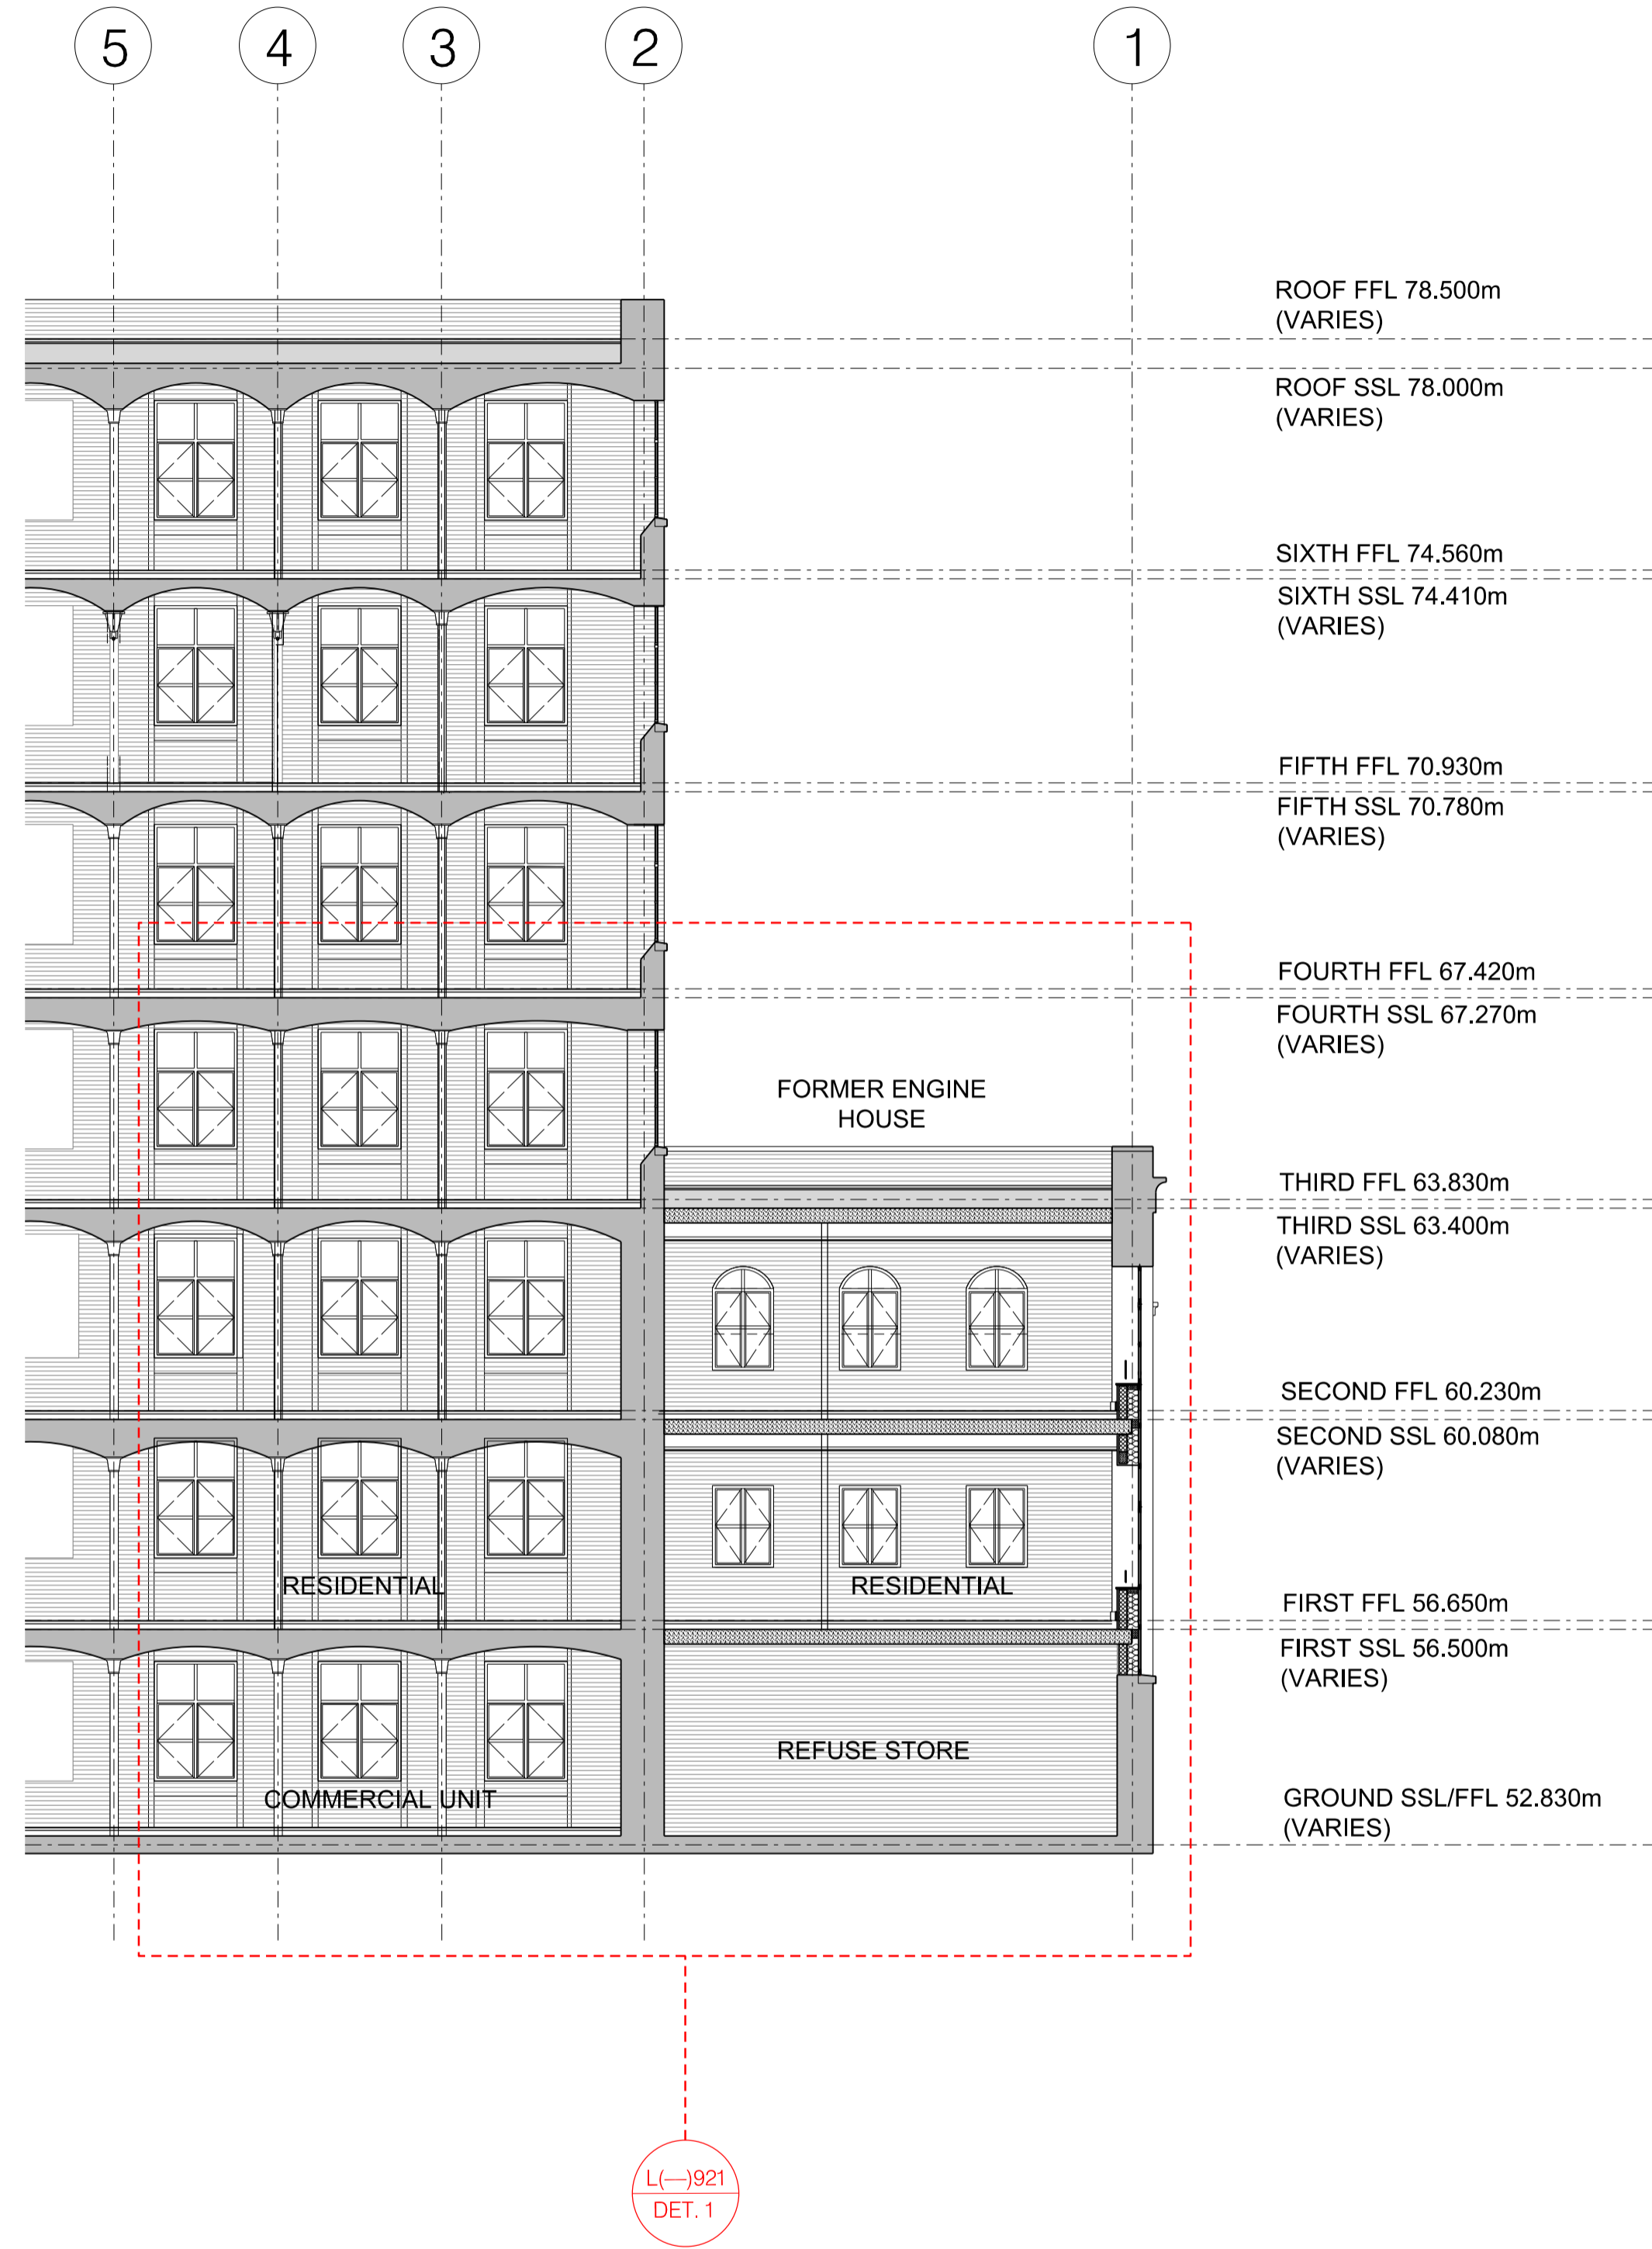 5
4
3
2
1
ROOF FFL 78.500m
(VARIES)
ROOF SSL 78.000m
(VARIES)
SIXTH FFL 74.560m
SIXTH SSL 74.410m
(VARIES)
FIFTH FFL 70.930m
FIFTH SSL 70.780m
(VARIES)
FOURTH FFL 67.420m
FOURTH SSL 67.270m
(VARIES)
FORMER ENGINE
HOUSE
THIRD FFL 63.830m
THIRD SSL 63.400m
(VARIES)
SECOND FFL 60.230m
SECOND SSL 60.080m
(VARIES)
RESIDENTIAL
RESIDENTIAL
FIRST FFL 56.650m
FIRST SSL 56.500m
(VARIES)
REFUSE STORE
COMMERCIAL UNIT
GROUND SSL/FFL 52.830m
(VARIES)
L(—)921
DET. 1